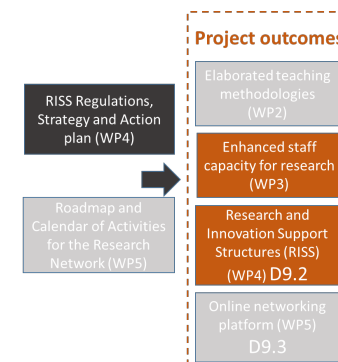 Project outcomes
Elaborated teaching
methodologies
(WP2)
RISS Regulations,
Strategy and Action
plan (WP4)
Enhanced staff
capacity for research
(WP3)
Roadmap and
Calendar of Activities
for the Research
Network (WP5)
Research and
Innovation Support
Structures (RISS)
(WP4) D9.2
Online networking
platform (WP5)
D9.3